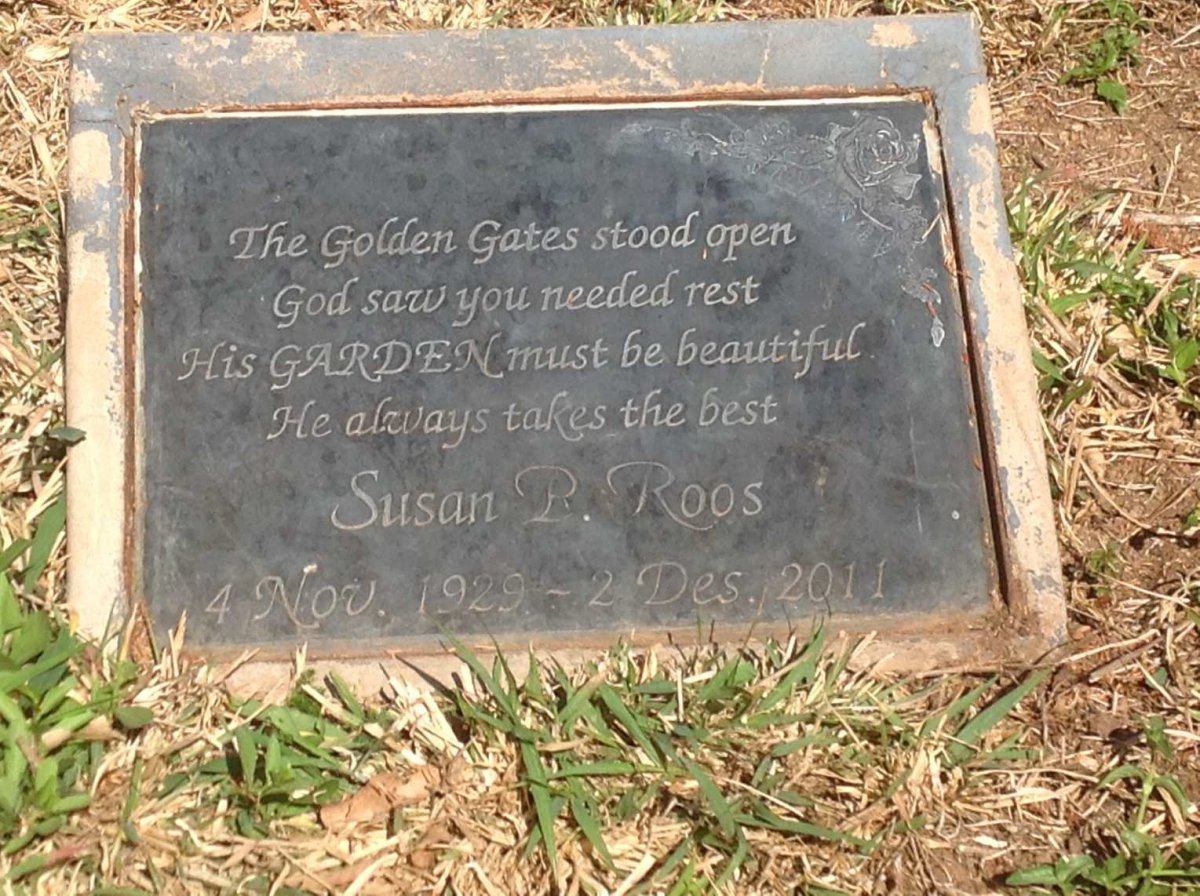 The Golden Gates stood open
God saw you needed rest
His GARDEN must be beautiful
He always takes the best
Susan P. Roos
4 Nov. 1929 - 2 Des. 2011